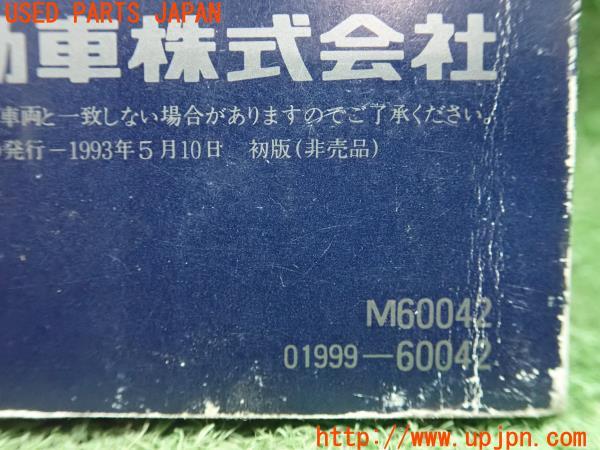 USED PARTS JAPAN
動車株式会社
車両と一致しない場合がありますのでご了承ください。
発行−1993年5月10日　初版(非売品)
M60042
01999−60042
http://www.upjpn.com